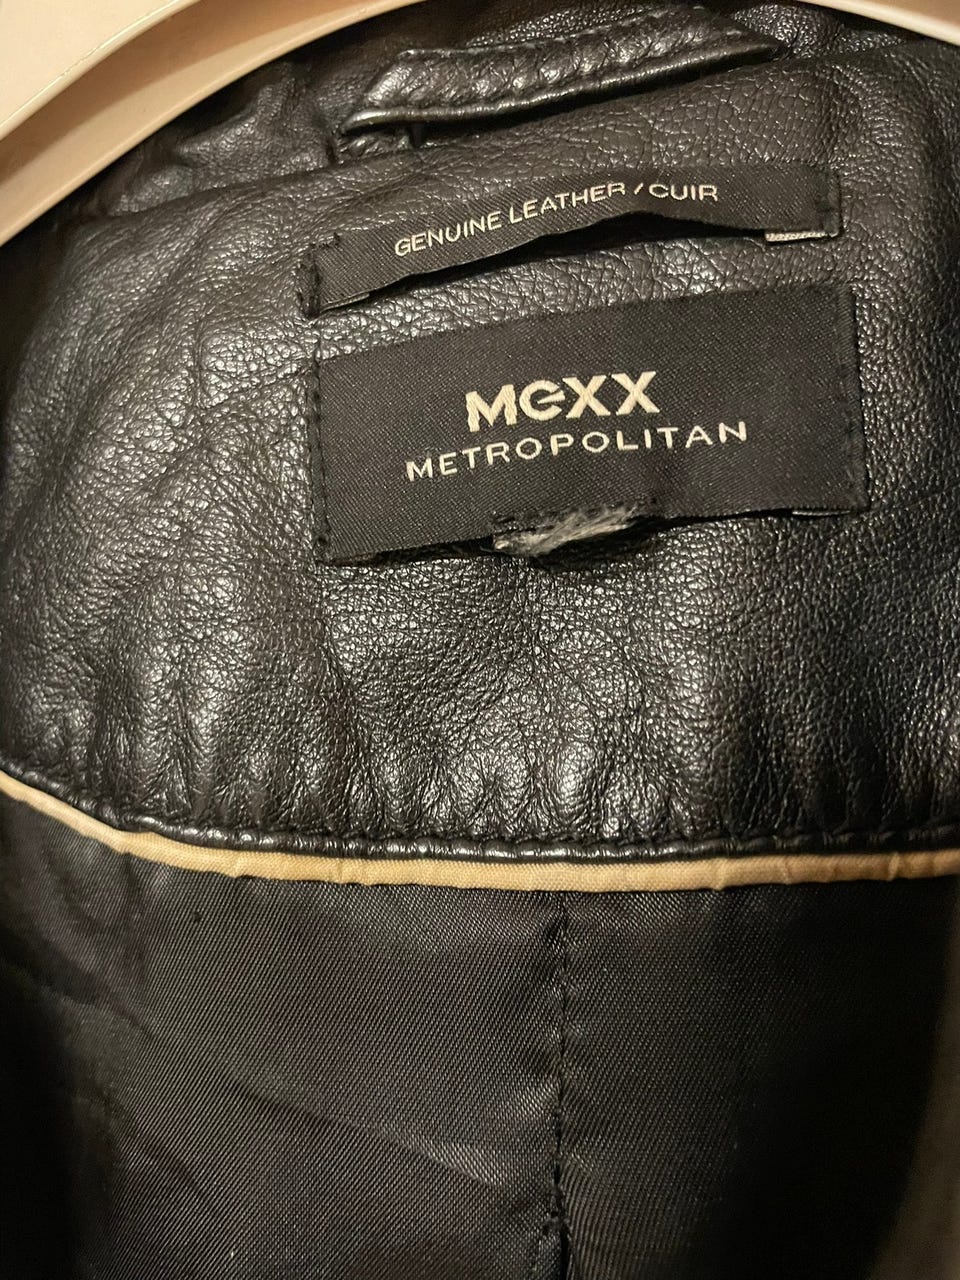 GENUINE LEATHER / CUIR
MeXX
METROPOLITAN